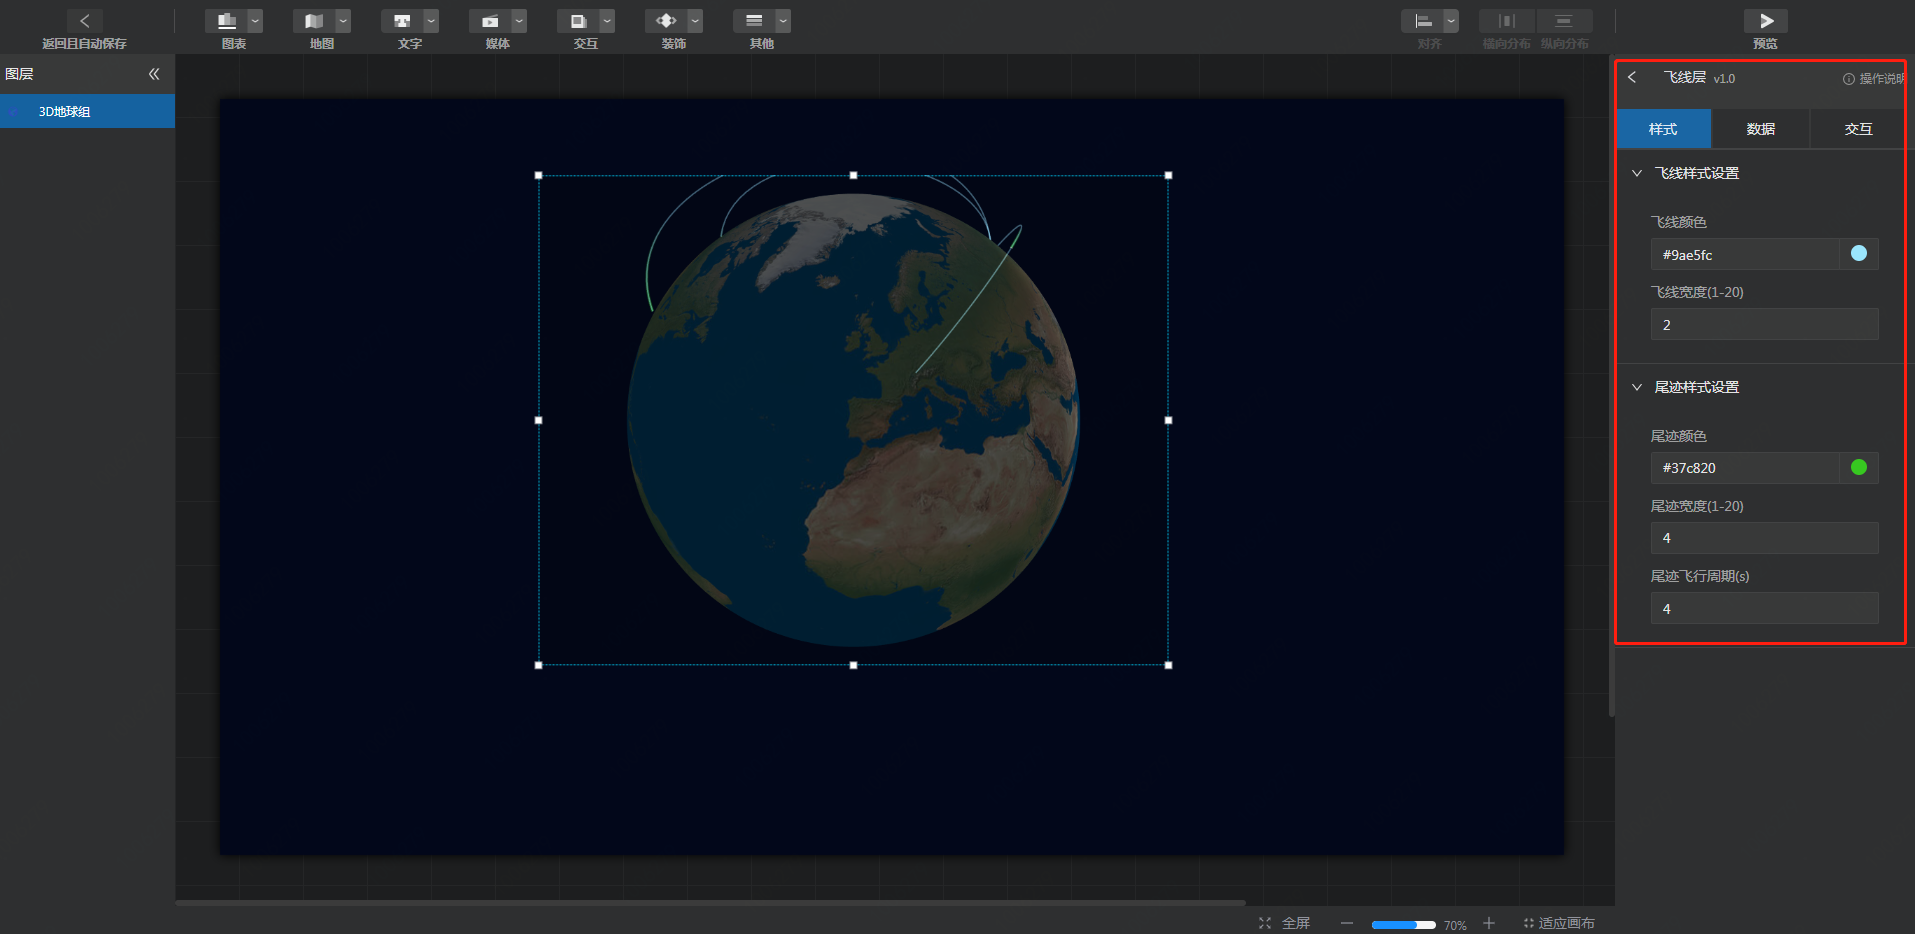 返回且自动保存
图表
地图
文字
媒体
交互
装饰
其他
对齐
横向分布
纵向分布
预览
图层
3D地球组
飞线层 v1.0
操作说明
样式
数据
交互
飞线样式设置
飞线颜色
#9ae5fc
飞线宽度(1-20)
2
尾迹样式设置
尾迹颜色
#37c820
尾迹宽度(1-20)
4
尾迹飞行周期(s)
4
全屏
70%
适应画布